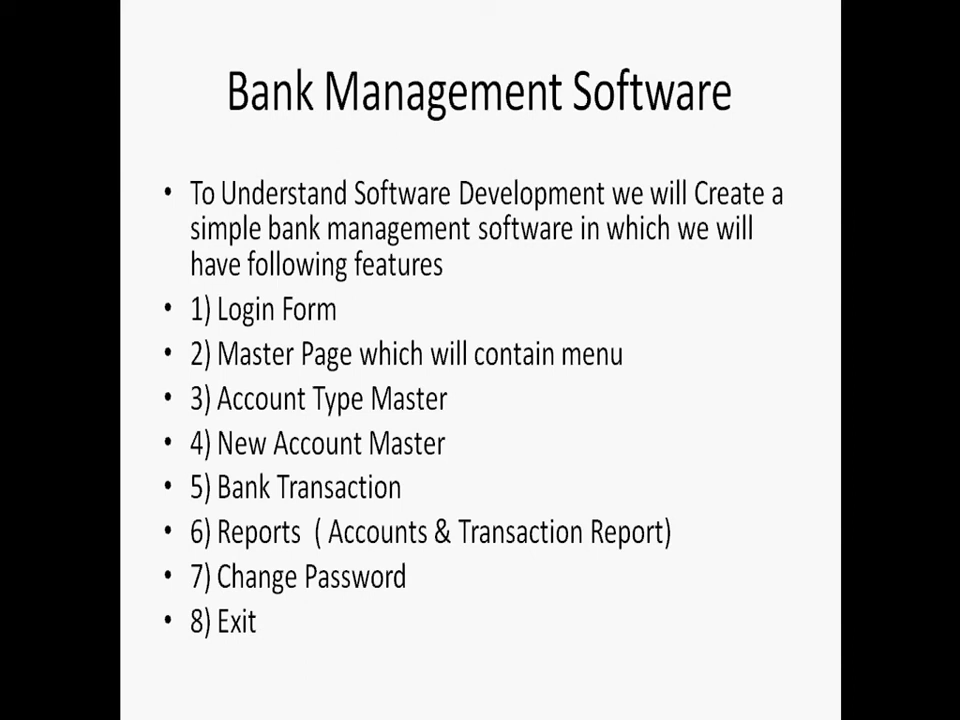 Bank Management Software
• To Understand Software Development we will Create a
simple bank management software in which we will
have following features
• 1) Login Form
• 2) Master Page which will contain menu
• 3) Account Type Master
• 4) New Account Master
• 5) Bank Transaction
• 6) Reports ( Accounts & Transaction Report)
• 7) Change Password
• 8) Exit